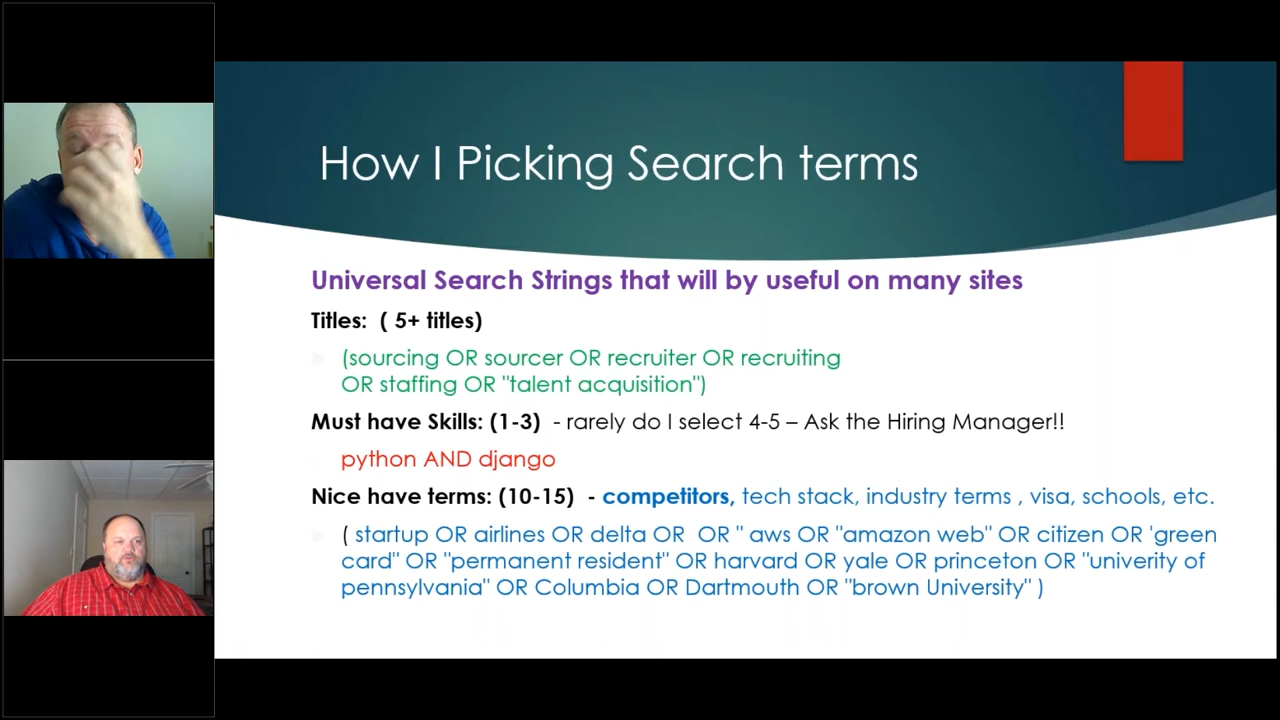 How I Picking Search terms
Universal Search Strings that will by useful on many sites
Titles: ( 5+ titles)
(sourcing OR sourcer OR recruiter OR recruiting
OR staffing OR "talent acquisition")
Must have Skills: (1-3) - rarely do I select 4-5 – Ask the Hiring Manager!!
python AND django
Nice have terms: (10-15) - competitors, tech stack, industry terms , visa, schools, etc.
( startup OR airlines OR delta OR OR " aws OR "amazon web" OR citizen OR 'green
card" OR "permanent resident" OR harvard OR yale OR princeton OR "univerity of
pennsylvania" OR Columbia OR Dartmouth OR "brown University" )